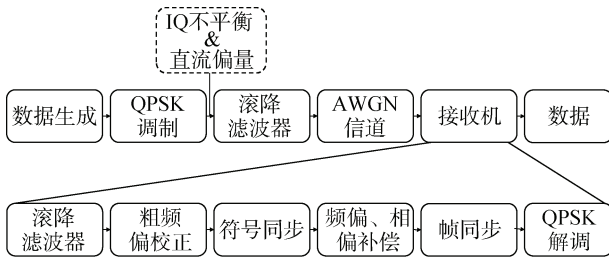 IQ不平衡
&
直流偏量
数据生成
QPSK
调制
滚降
滤波器
AWGN
信道
接收机
数据
滚降
滤波器
粗频
偏校正
符号同步
频偏、相
偏补偿
帧同步
QPSK
解调